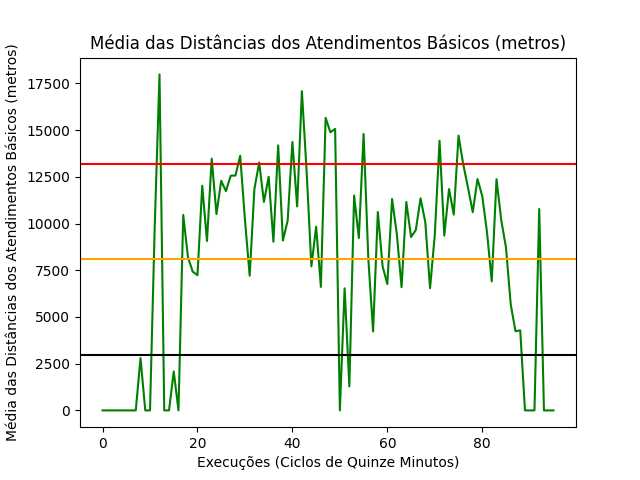 Média das Distâncias dos Atendimentos Básicos (metros)
Média das Distâncias dos Atendimentos Básicos (metros)
17500
15000
12500
10000
7500
5000
2500
0
0 20 40 60 80
Execuções (Ciclos de Quinze Minutos)